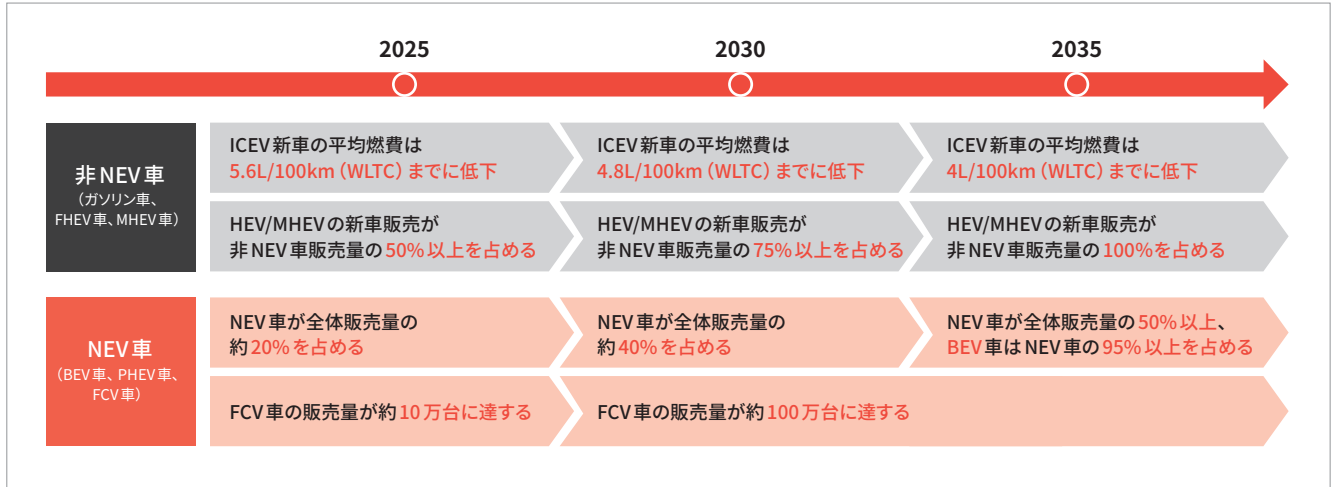 2025
2030
2035
非NEV車
（ガソリン車、
FHEV車、MHEV車）
ICEV新車の平均燃費は
5.6L/100km（WLTC）までに低下
ICEV新車の平均燃費は
4.8L/100km（WLTC）までに低下
ICEV新車の平均燃費は
4L/100km（WLTC）までに低下
HEV/MHEVの新車販売が
非NEV車販売量の50%以上を占める
HEV/MHEVの新車販売が
非NEV車販売量の75%以上を占める
HEV/MHEVの新車販売が
非NEV車販売量の100%を占める
NEV車
（BEV車、PHEV車、
FCV車）
NEV車が全体販売量の
約20%を占める
NEV車が全体販売量の
約40%を占める
NEV車が全体販売量の50%以上、
BEV車はNEV車の95%以上を占める
FCV車の販売量が約10万台に達する
FCV車の販売量が約100万台に達する